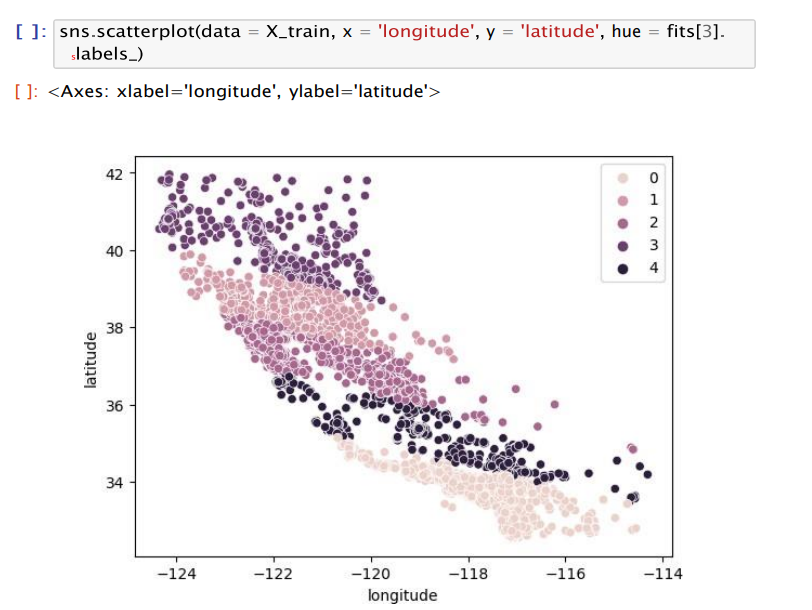 [ ]: sns.scatterplot(data = X_train, x = 'longitude', y = 'latitude', hue = fits[3].
slabels_)
[ ]: <Axes: xlabel='longitude', ylabel='latitude'>
0
1
2
3
4
42
40
38
36
34
latitude
−124 −122 −120 −118 −116 −114
longitude